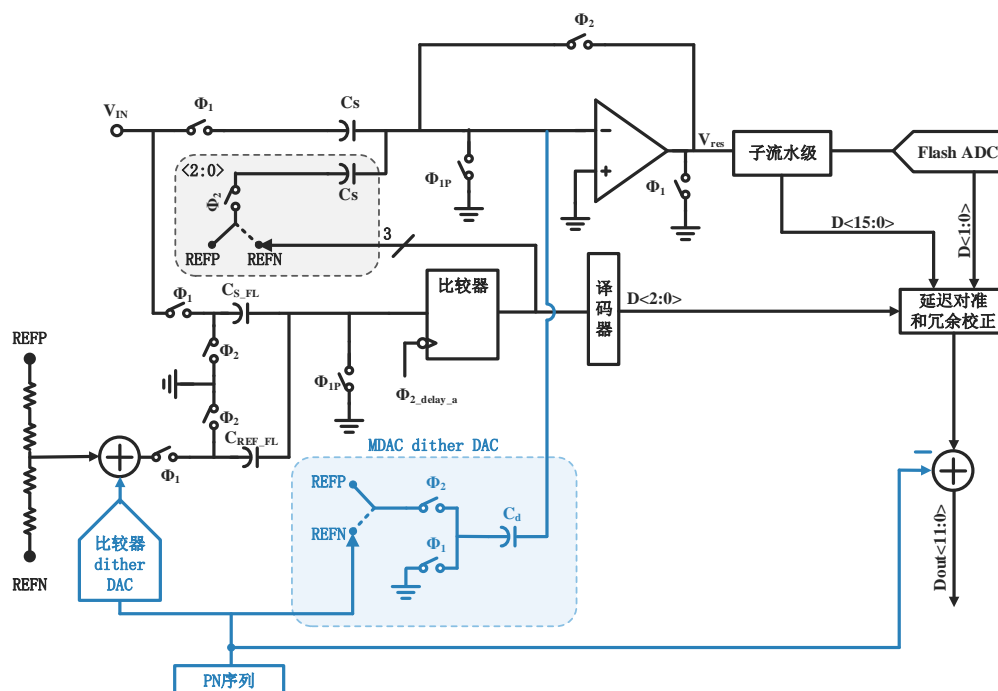 Φ2
VIN
Φ1
Cs
Vres
子流水级
Flash ADC
<2:0>
Cs
Φ1P
Φ1
Φ2
REFP
REFN
3
D<15:0>
D<1:0>
CS_FL
比较器
译码器
D<2:0>
延迟对准
和冗余校正
Φ1
Φ2
REFP
Φ1P
Φ2_delay_a
Φ2
CREF_FL
MDAC dither DAC
Φ1
REFP
Φ2
Cd
REFN
Φ1
比较器
dither
DAC
REFN
Dout<11:0>
PN序列